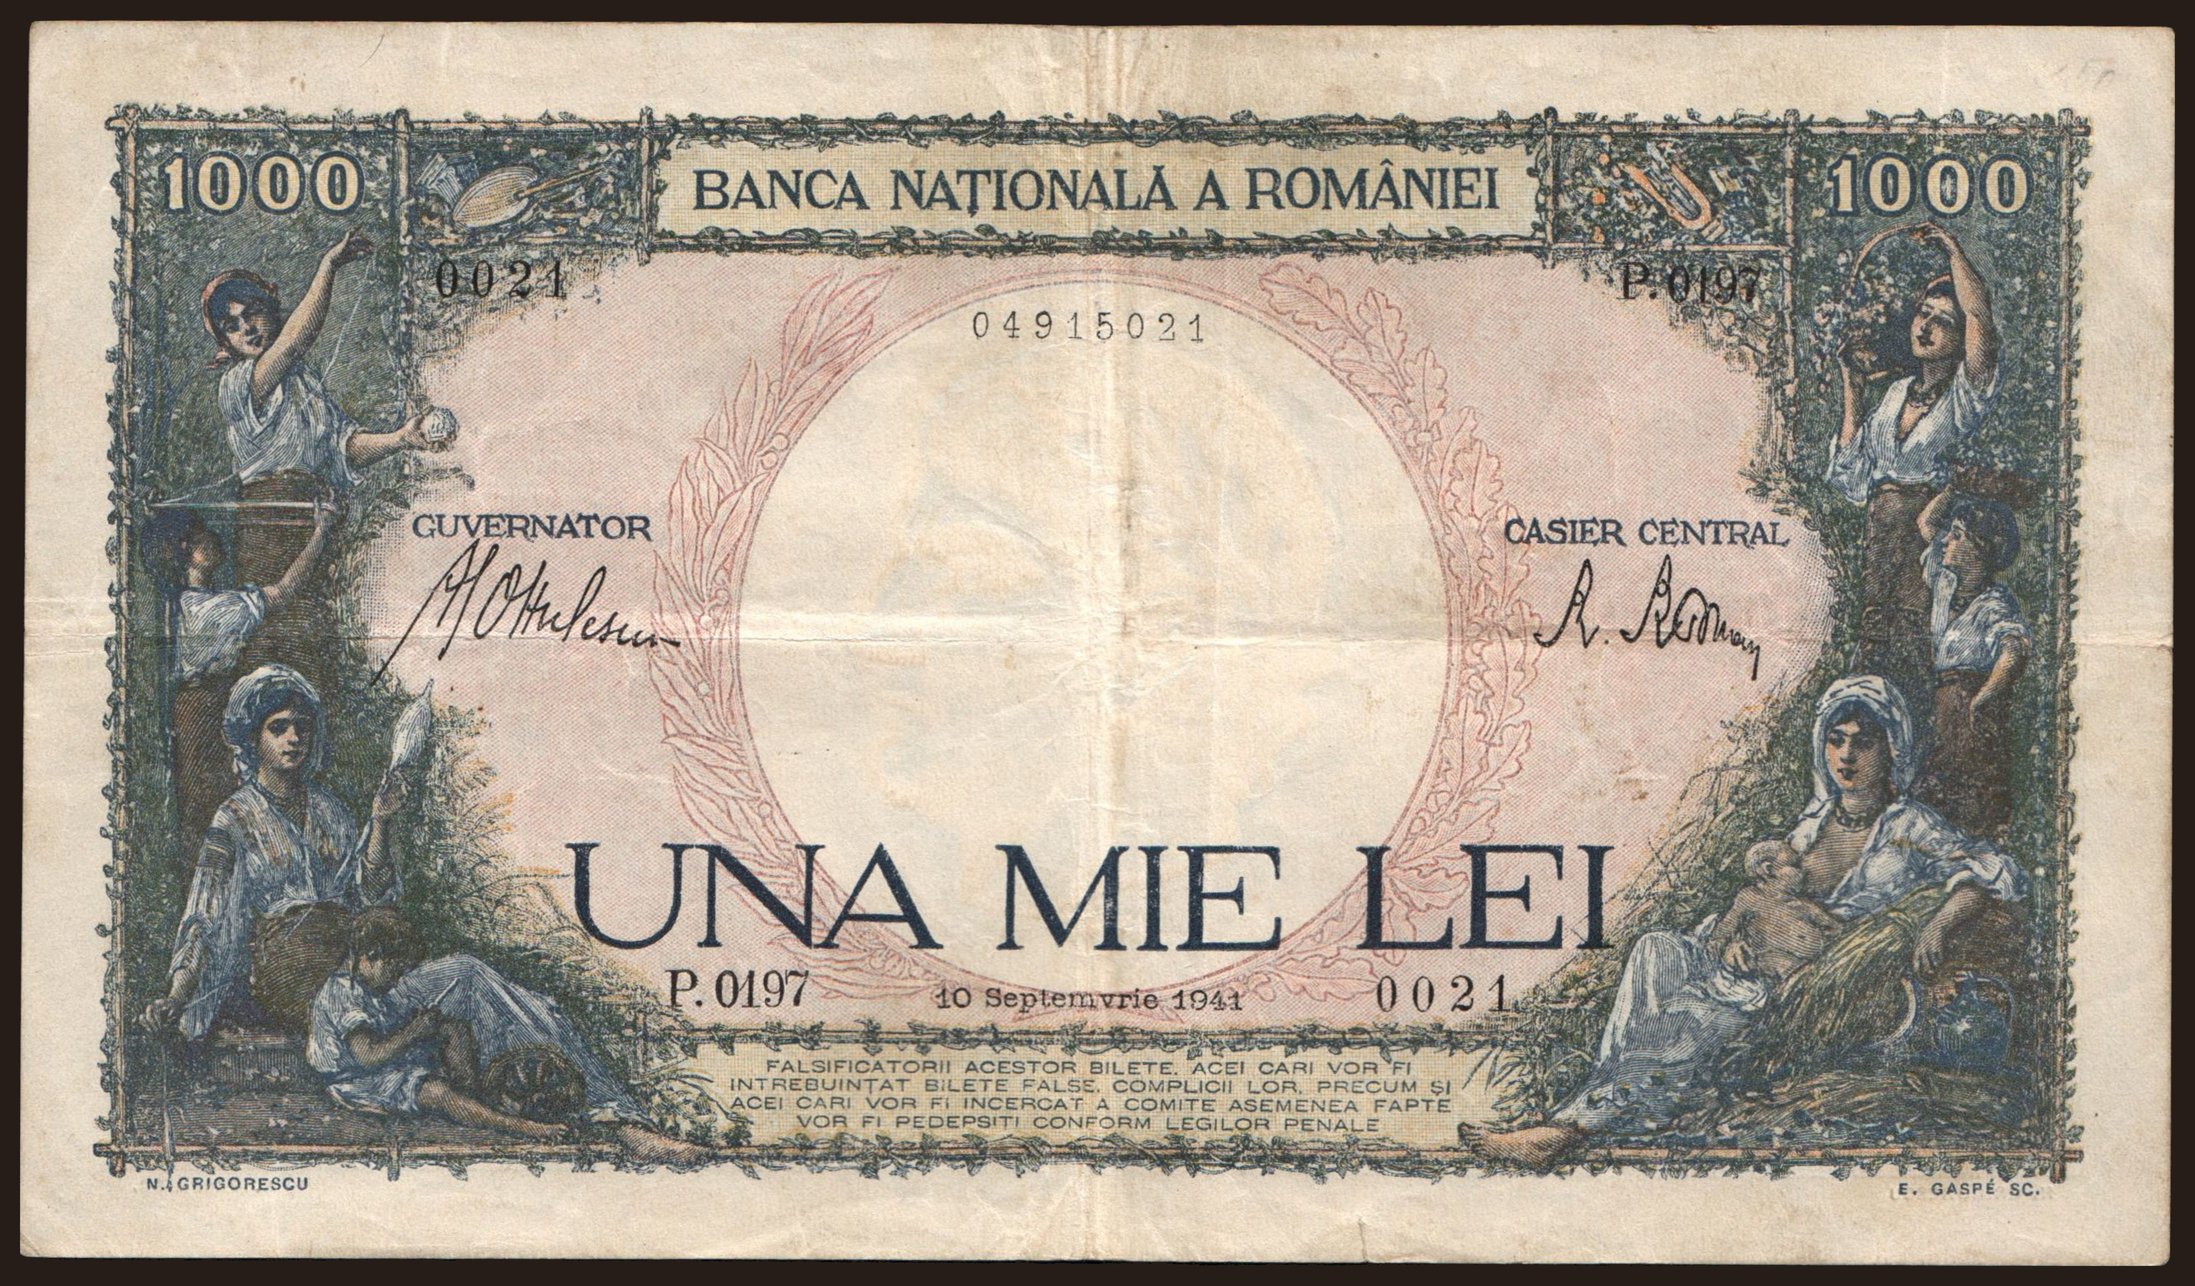 1000
BANCA NAȚIONALĂ A ROMÂNIEI
1000
0021
P.0197
04915021
GUVERNATOR
CASIER CENTRAL
UNA MIE LEI
P.0197
10 Septemvrie 1941
0021
FALSIFICATORII ACESTOR BILETE, ACEI CARI VOR FI
INTREBUINȚAT BILETE FALSE, COMPLICII LOR, PRECUM ȘI
ACEI CARI VOR FI INCERCAT A COMITE ASEMENEA FAPTE
VOR FI PEDEPSIȚI CONFORM LEGILOR PENALE
N. GRIGORESCU
E. GASPÉ SC.